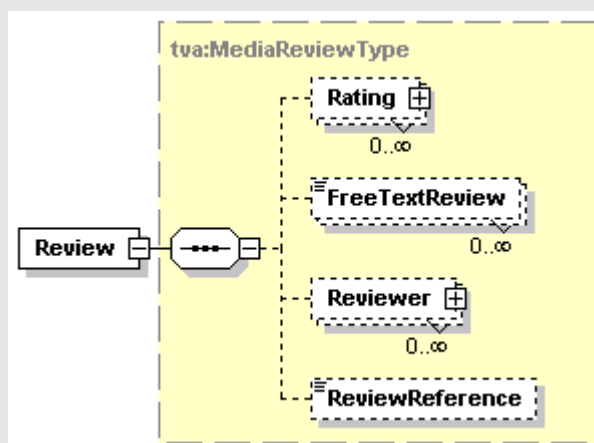 tva:MediaReviewType
Rating
0..∞
FreeTextReview
0..∞
Review
Reviewer
0..∞
ReviewReference